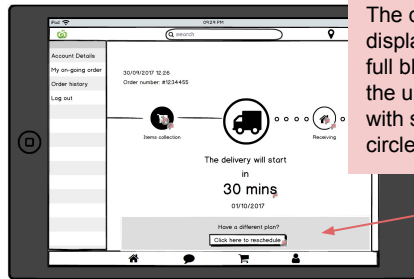 iPad
09:29 PM
search
Account Details
My on-going order
Order history
Log out
30/09/2017 12:26
Order number: #1234455
Items collection
Receiving
The delivery will start
in
30 mins
01/10/2017
Have a different plan?
Click here to reschedule
The
display
full bl
the u
with s
circle